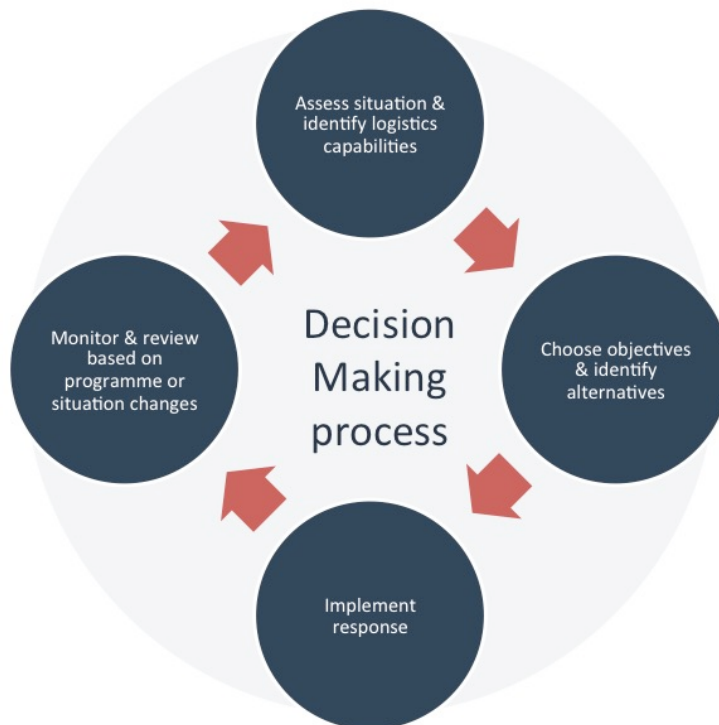 Assess situation &
identify logistics
capabilities
Choose objectives
& identify
alternatives
Implement
response
Monitor & review
based on
programme or
situation changes
Decision
Making
process